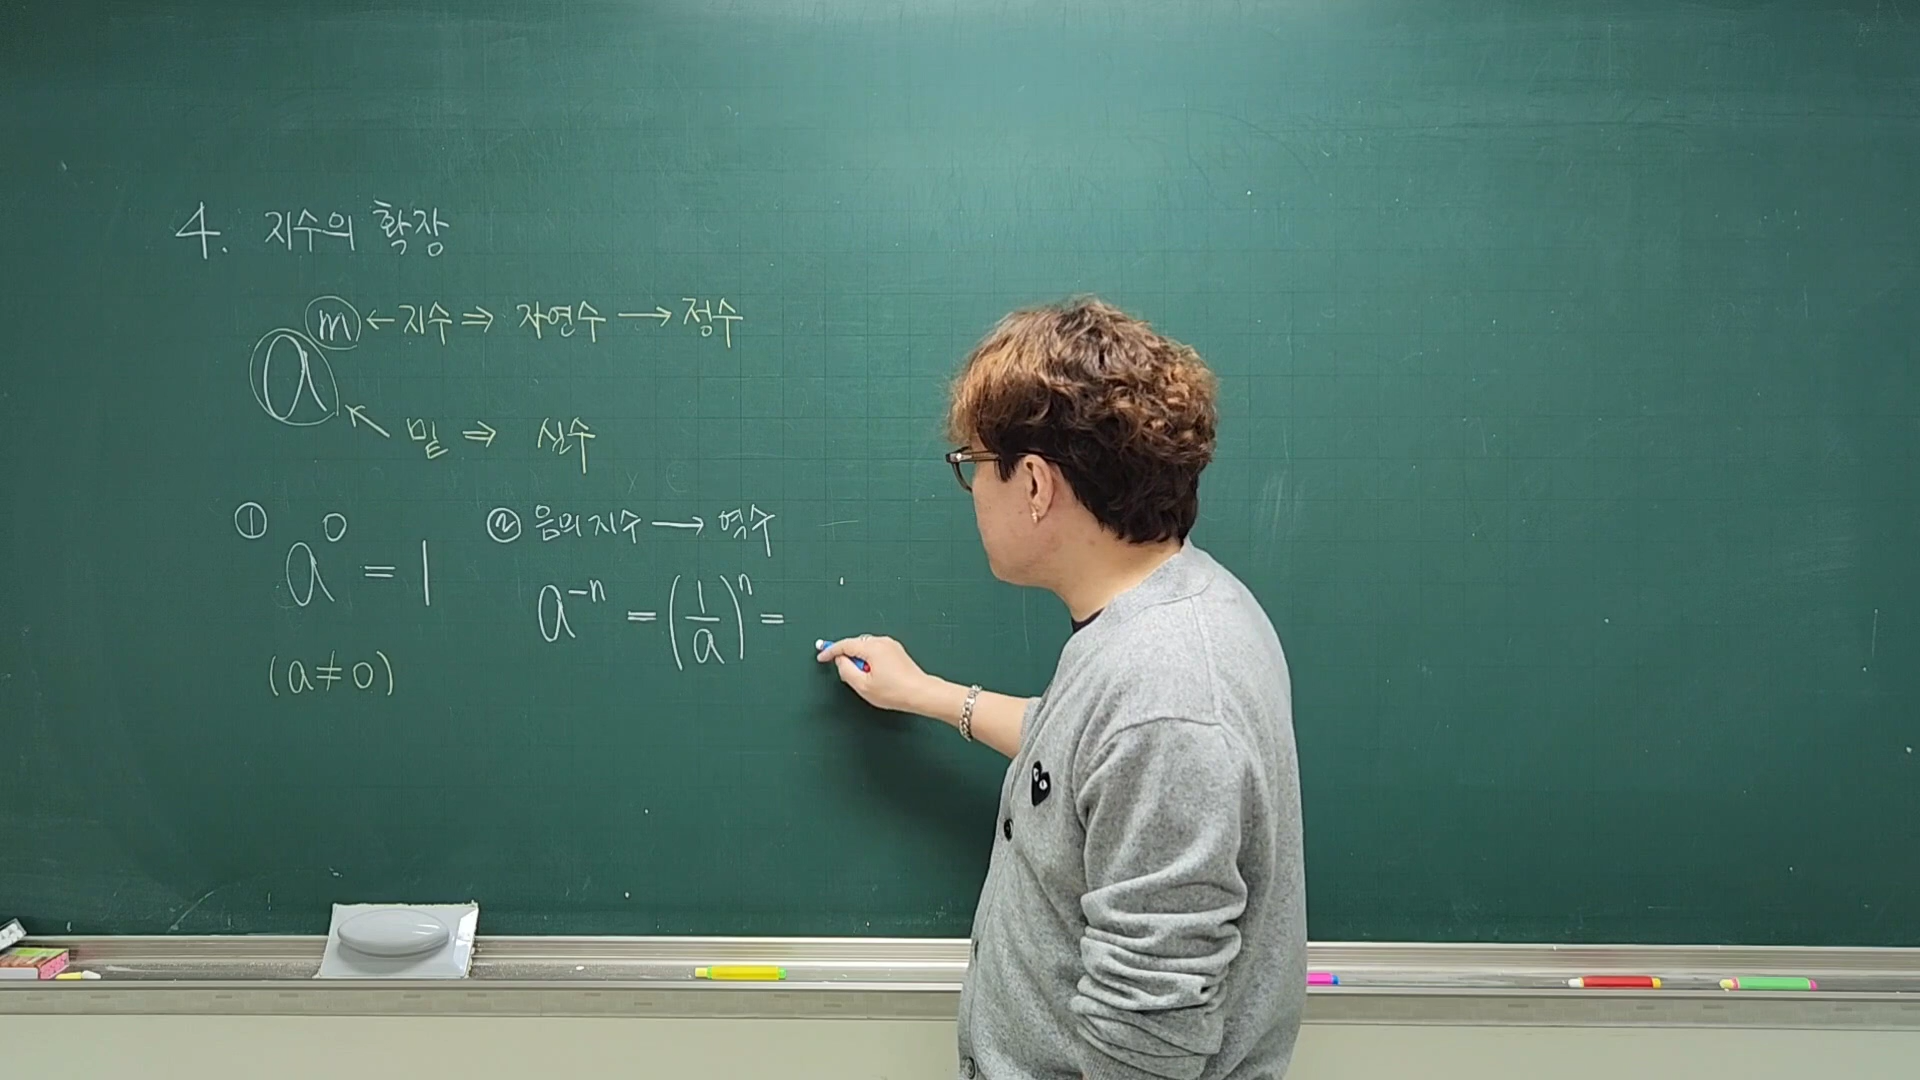 4. 지수의 확장
a^m ← 지수 ⇒ 자연수 → 정수
↖ 밑 ⇒ 실수
① a^0 = 1
(a≠0)
② 음의 지수 → 역수
a^-n = (1/a)^n =